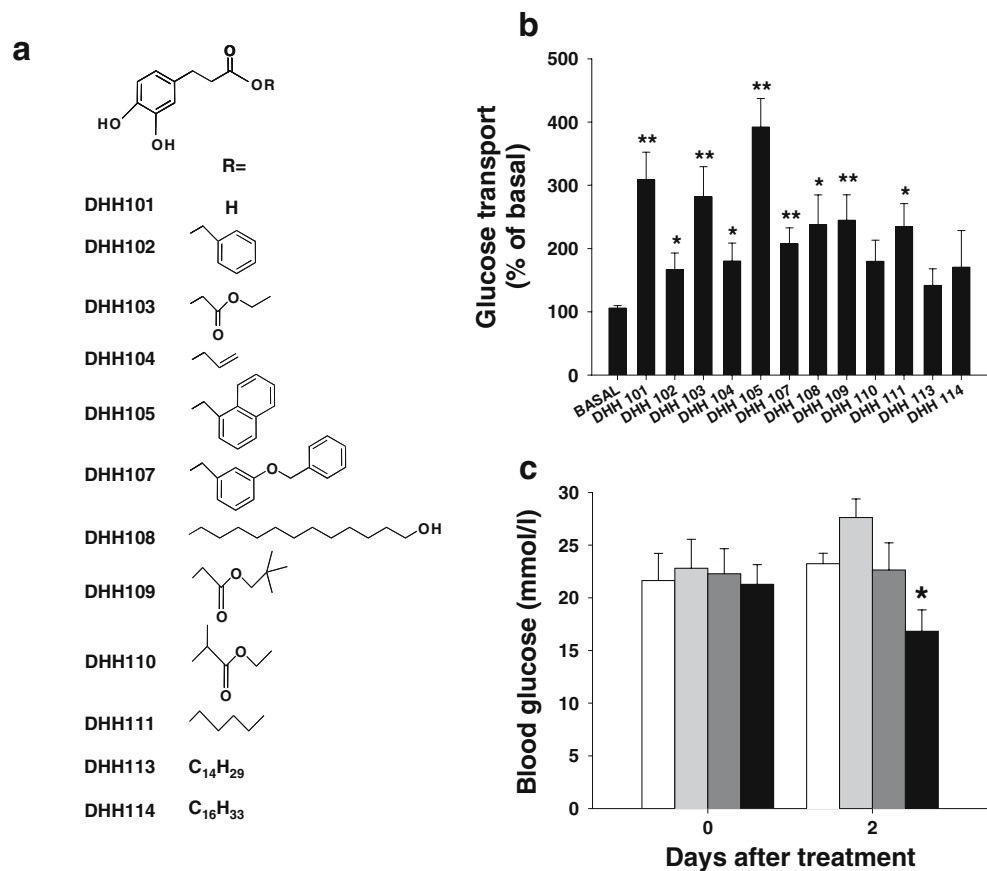 a
O
OR
HO
OH
R=
DHH101 H
DHH102
DHH103 O
O
DHH104
DHH105
DHH107 O
DHH108 OH
DHH109 O
O
DHH110 O
O
DHH111
DHH113 C14H29
DHH114 C16H33
b
Glucose transport
(% of basal)
500
400
300
200
100
0
** * ** * ** ** * ** *
BASAL
DHH 101
DHH 102
DHH 103
DHH 104
DHH 105
DHH 107
DHH 108
DHH 109
DHH 110
DHH 111
DHH 113
DHH 114
c
Blood glucose (mmol/l)
30
25
20
15
10
5
0
*
0 2
Days after treatment